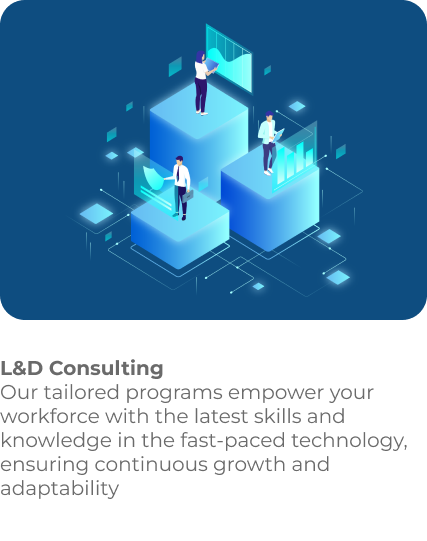 L&D Consulting
Our tailored programs empower your
workforce with the latest skills and
knowledge in the fast-paced technology,
ensuring continuous growth and
adaptability